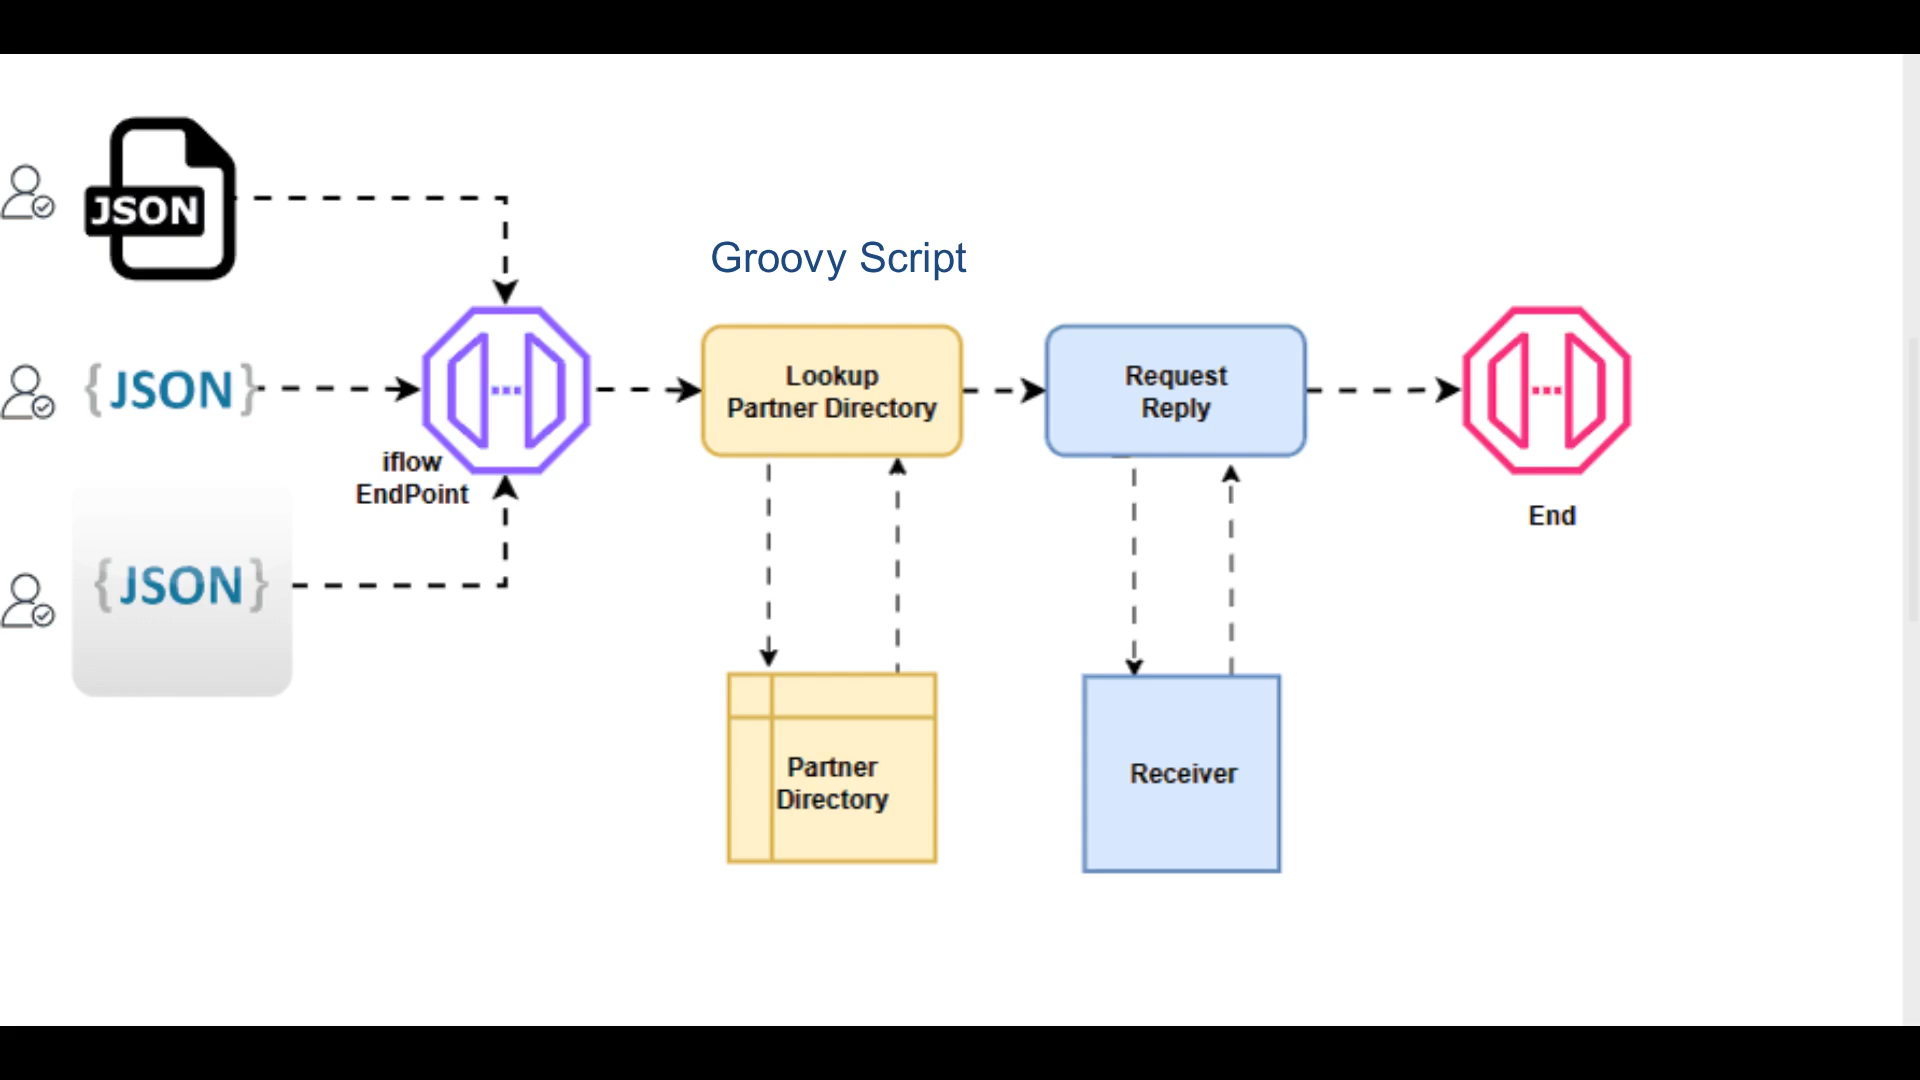 JSON
Groovy Script
{JSON}
iflow
EndPoint
Lookup
Partner Directory
Request
Reply
End
{JSON}
Partner
Directory
Receiver